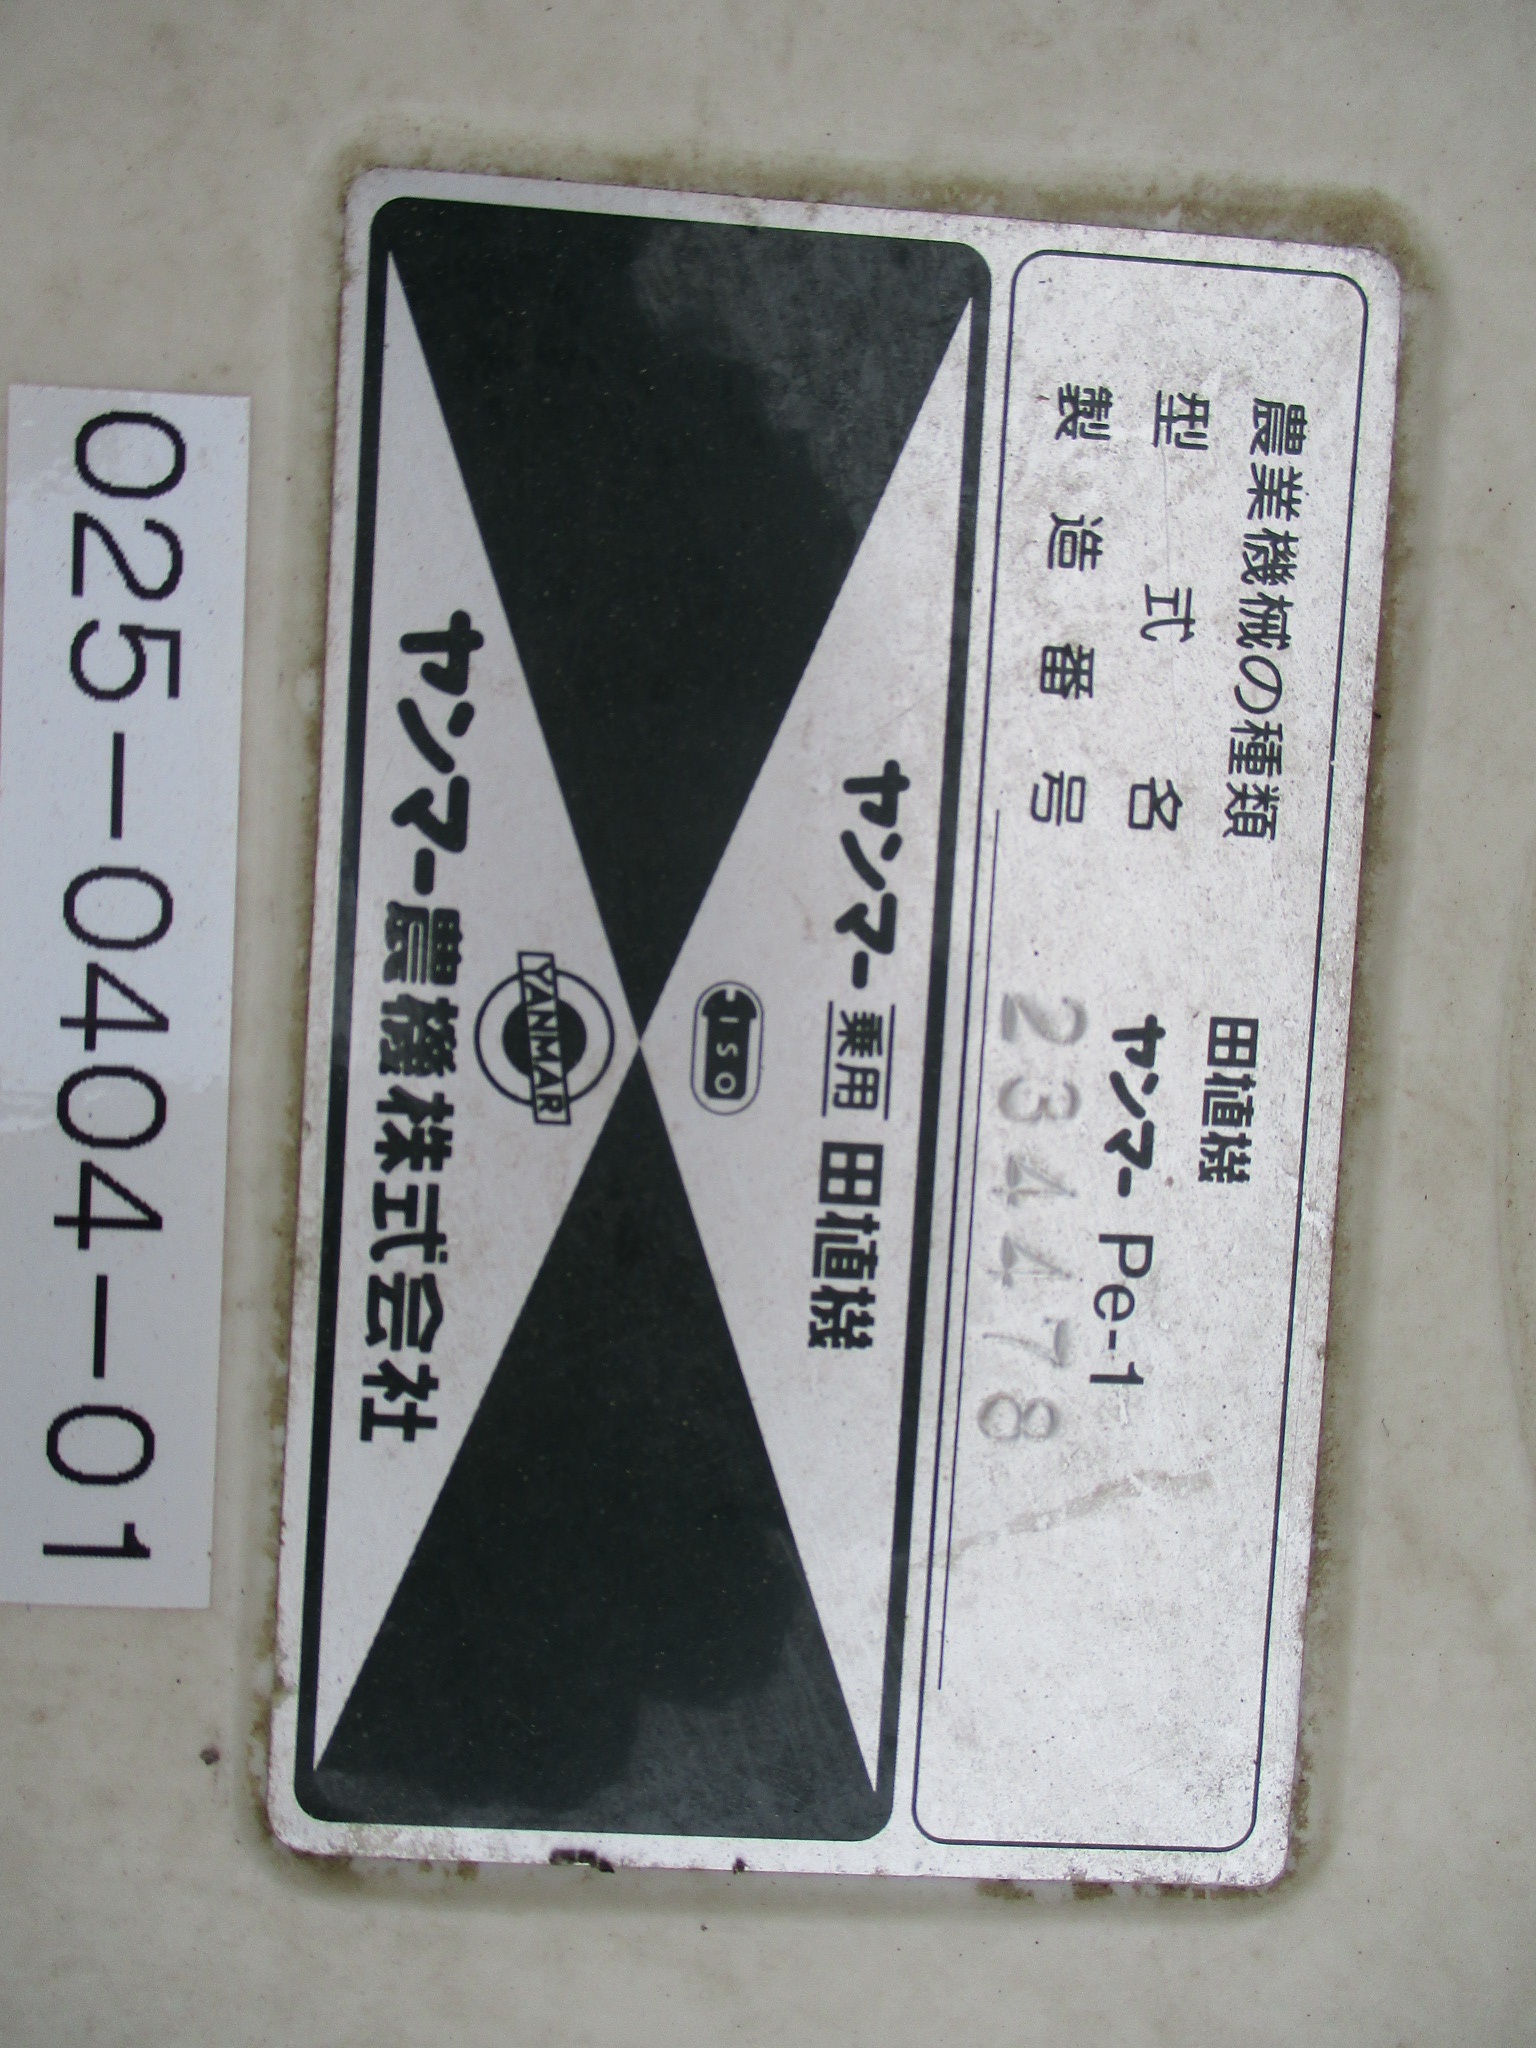 農業機械の種類 田植機
型式名 ヤンマー Pe-1
製造番号 234478
ヤンマー 乗用 田植機
ISO
YANMAR
ヤンマー農機株式会社
025-0404-01